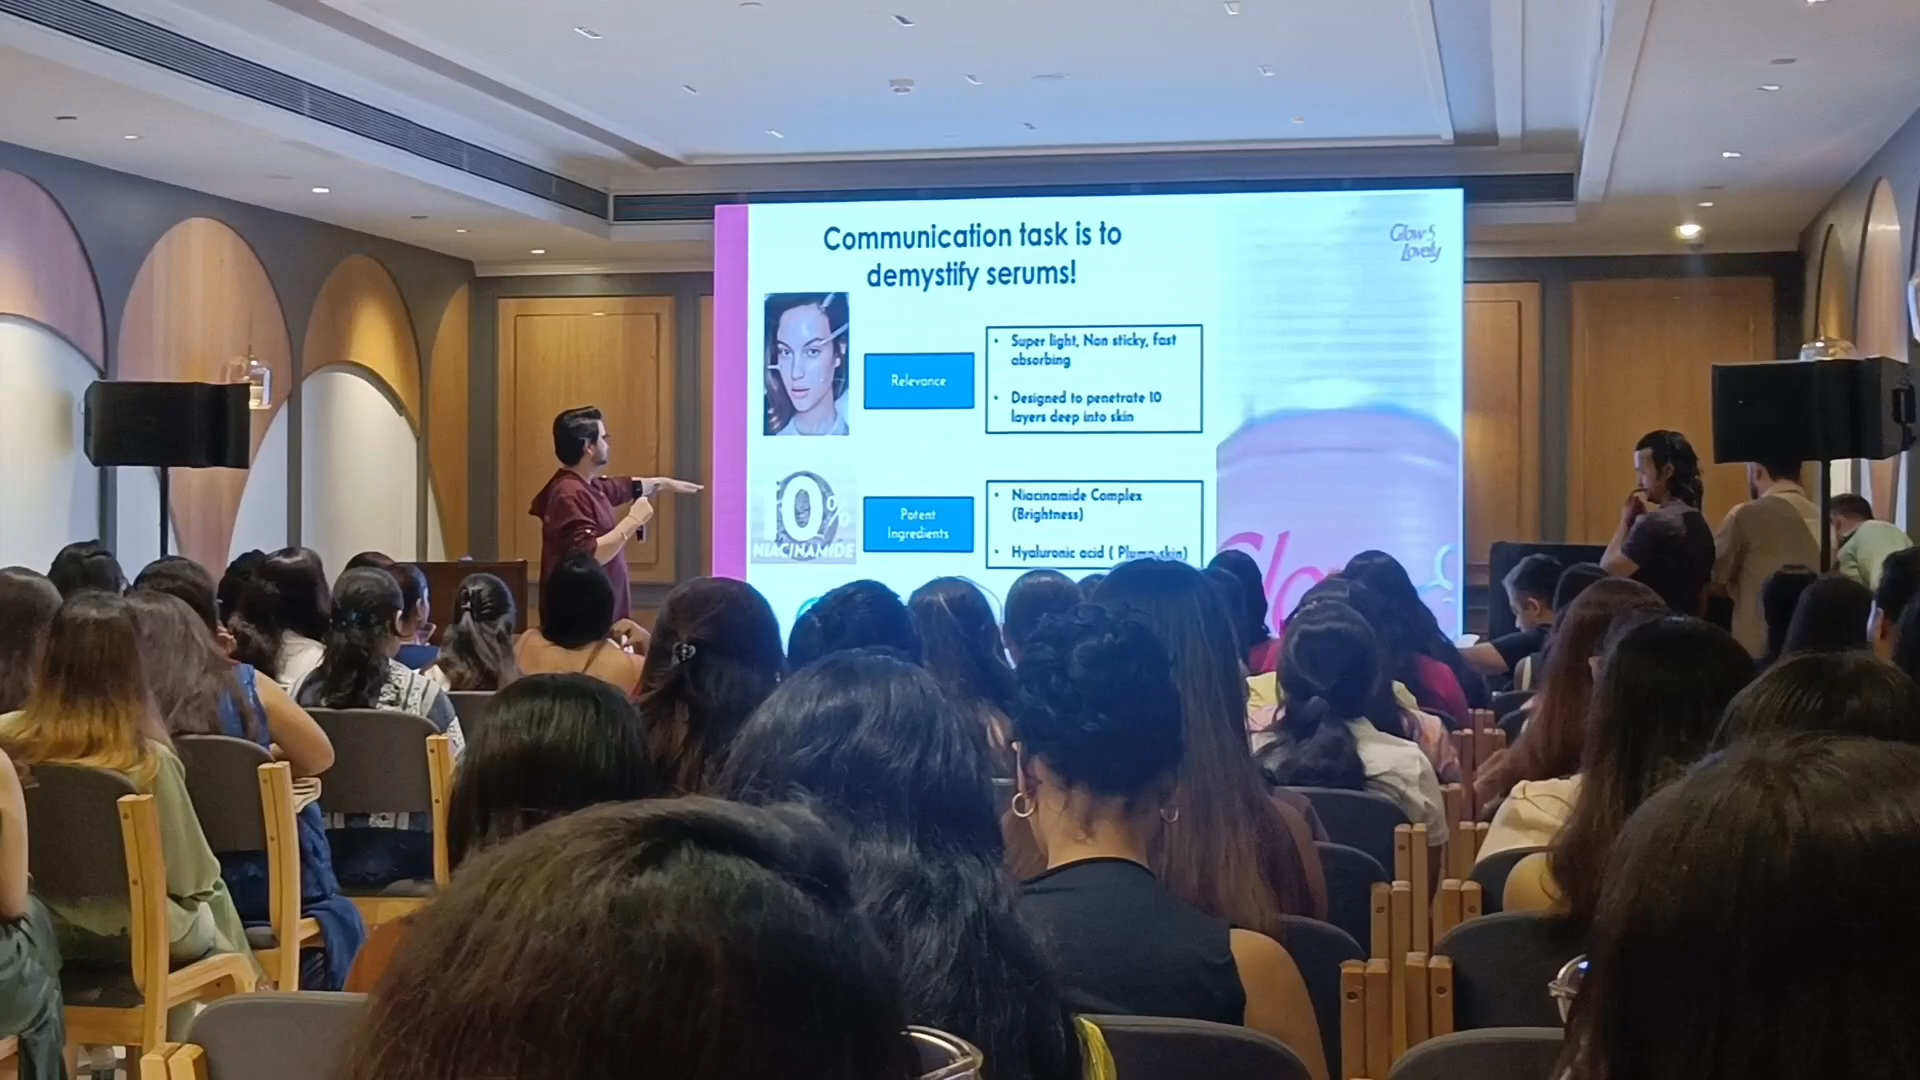 Communication task is to
demystify serums!
Glow &
Lovely
Relevance
• Super light, Non sticky, fast
absorbing
• Designed to penetrate 10
layers deep into skin
10%
NIACINAMIDE
Potent
Ingredients
• Niacinamide Complex
(Brightness)
• Hyaluronic acid ( Plump skin)
Glo